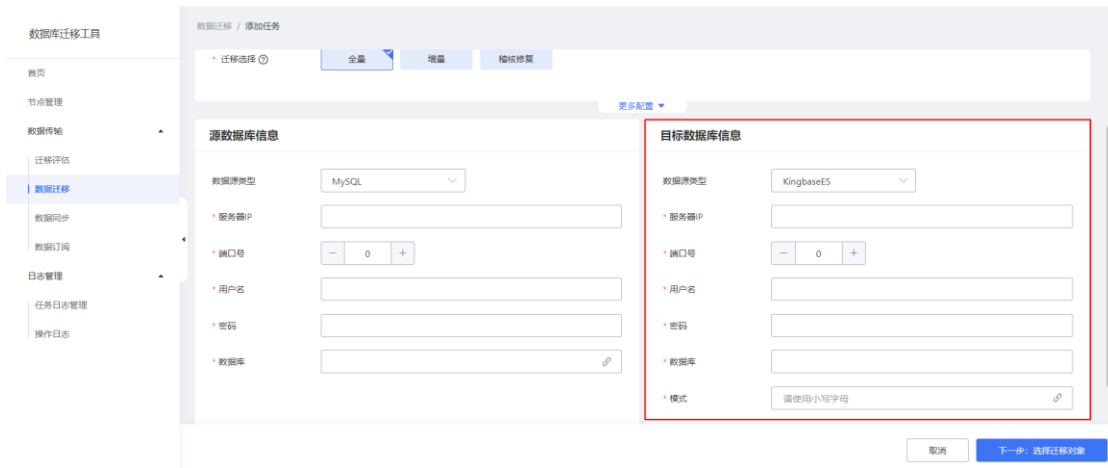 数据库迁移工具
首页
节点管理
数据传输
迁移评估
数据迁移
数据同步
数据订阅
日志管理
任务日志管理
操作日志
数据迁移 / 添加任务
* 迁移选择 ? 全量 增量 稽核修复
更多配置
源数据库信息
数据源类型 MySQL
* 服务器IP
* 端口号 − 0 +
* 用户名
* 密码
* 数据库
目标数据库信息
数据源类型 KingbaseES
* 服务器IP
* 端口号 − 0 +
* 用户名
* 密码
* 数据库
* 模式 请使用小写字母
取消 下一步：选择迁移对象